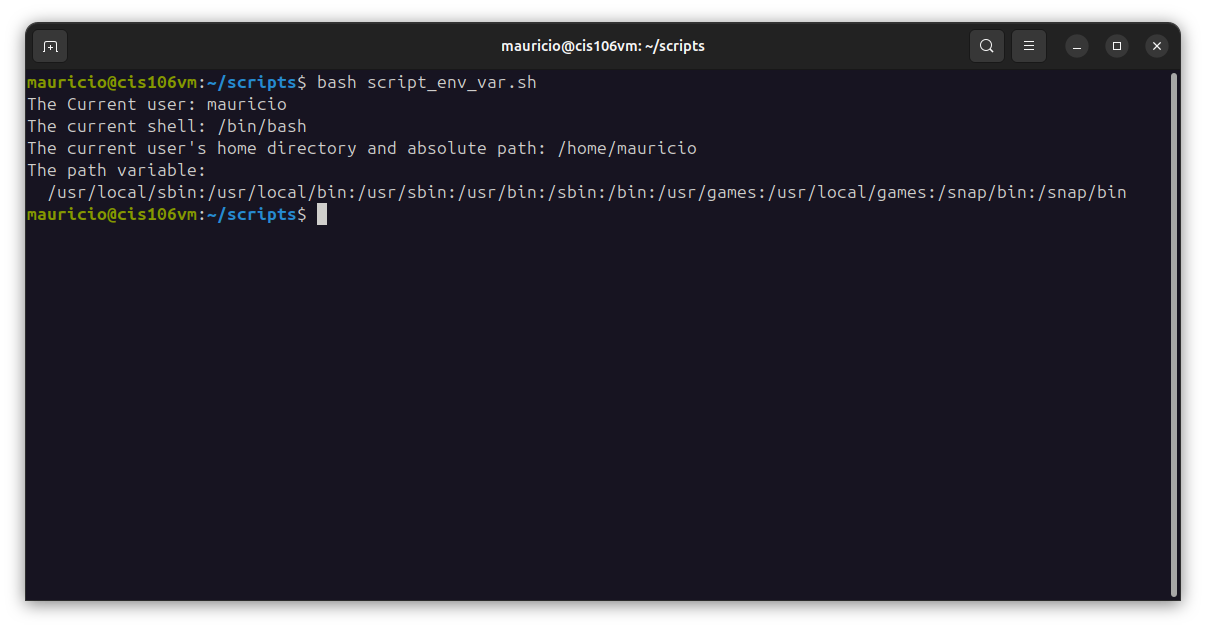 mauricio@cis106vm: ~/scripts
mauricio@cis106vm:~/scripts$ bash script_env_var.sh
The Current user: mauricio
The current shell: /bin/bash
The current user's home directory and absolute path: /home/mauricio
The path variable:
  /usr/local/sbin:/usr/local/bin:/usr/sbin:/usr/bin:/sbin:/bin:/usr/games:/usr/local/games:/snap/bin:/snap/bin
mauricio@cis106vm:~/scripts$